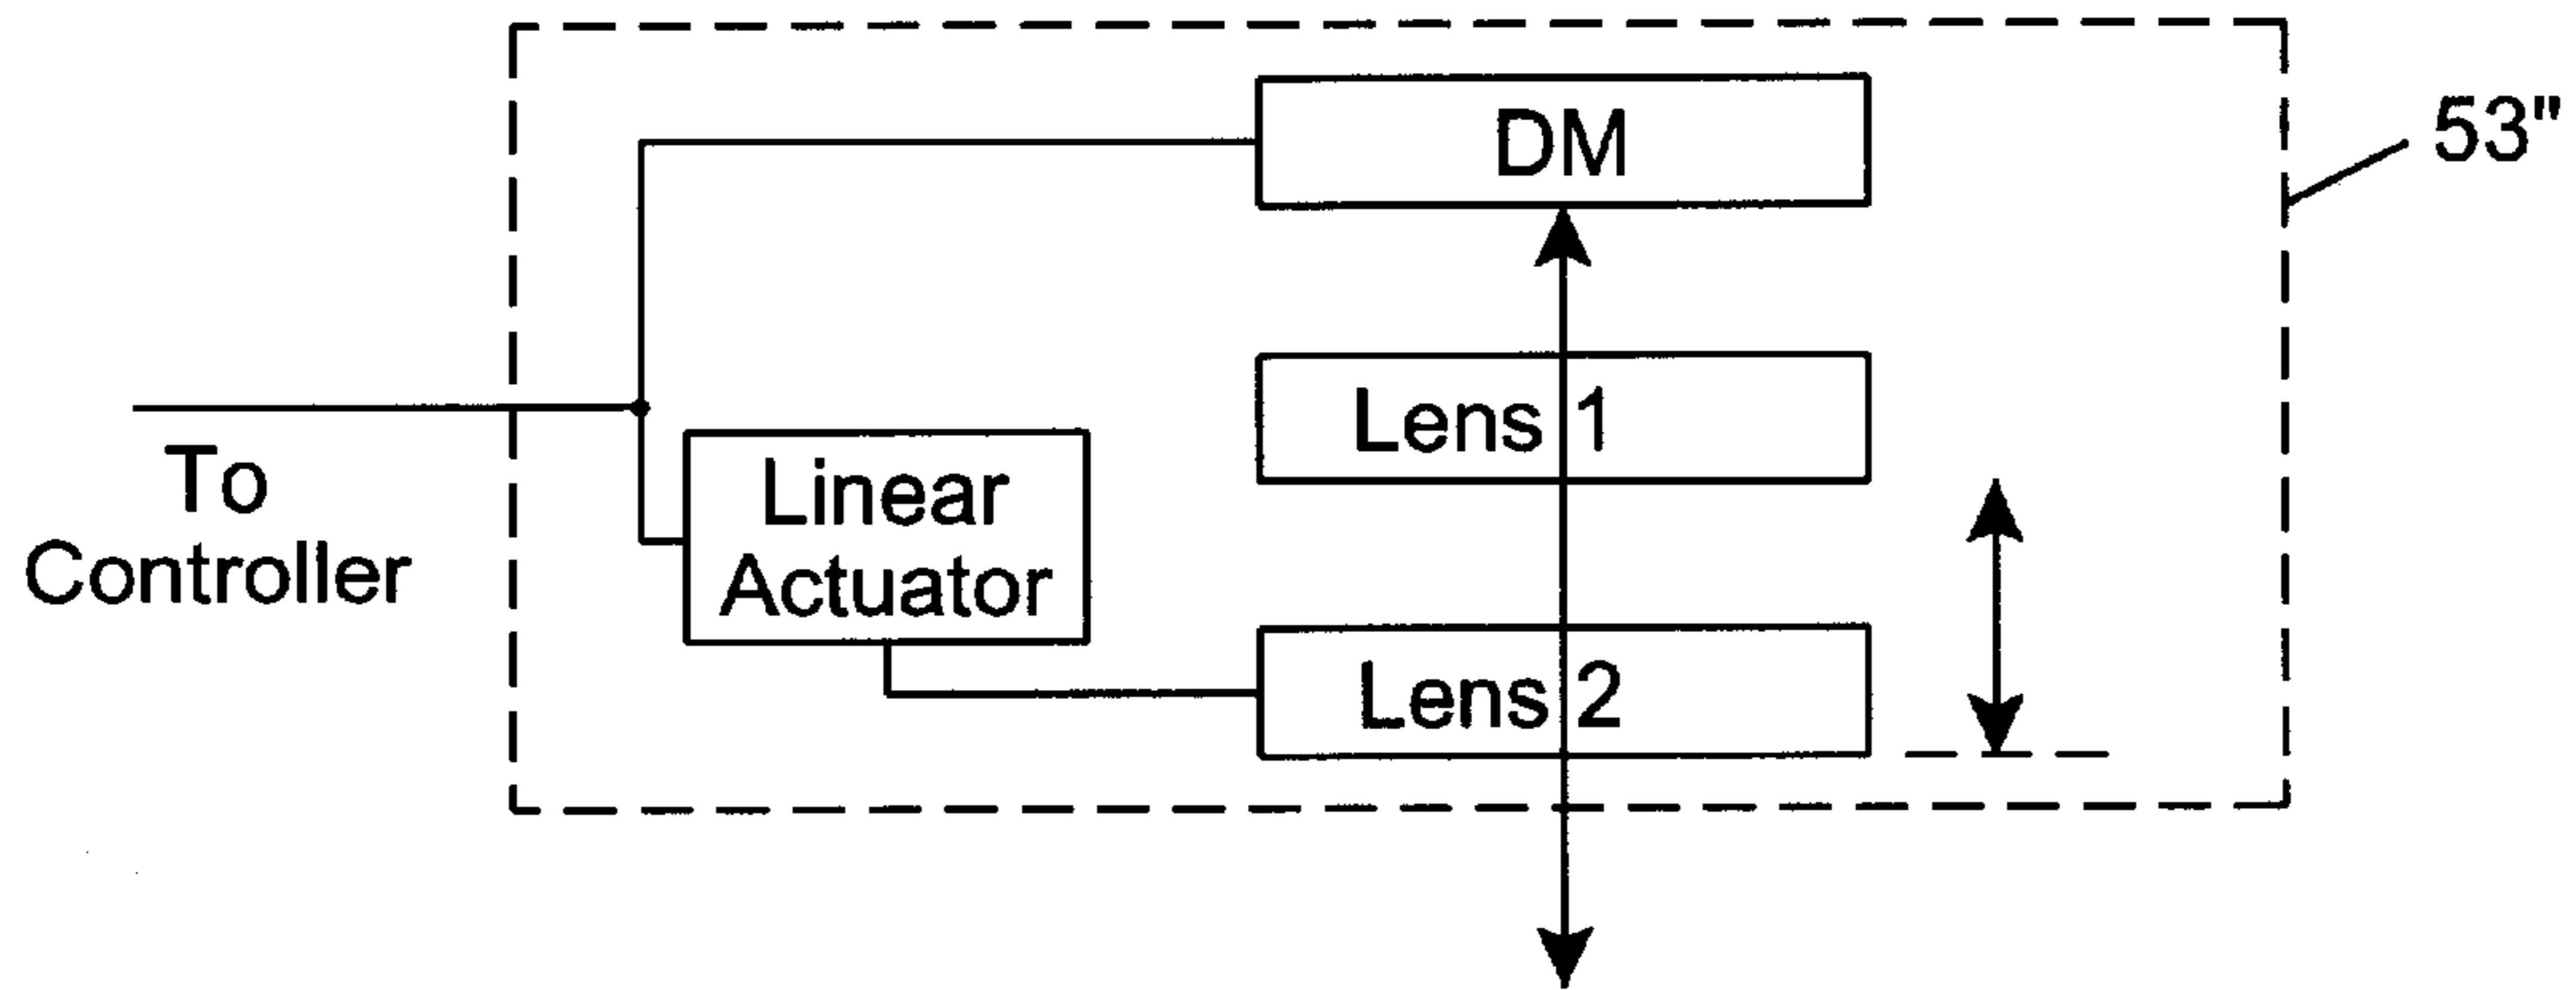 DM
53"
Lens 1
To
Controller
Linear
Actuator
Lens 2